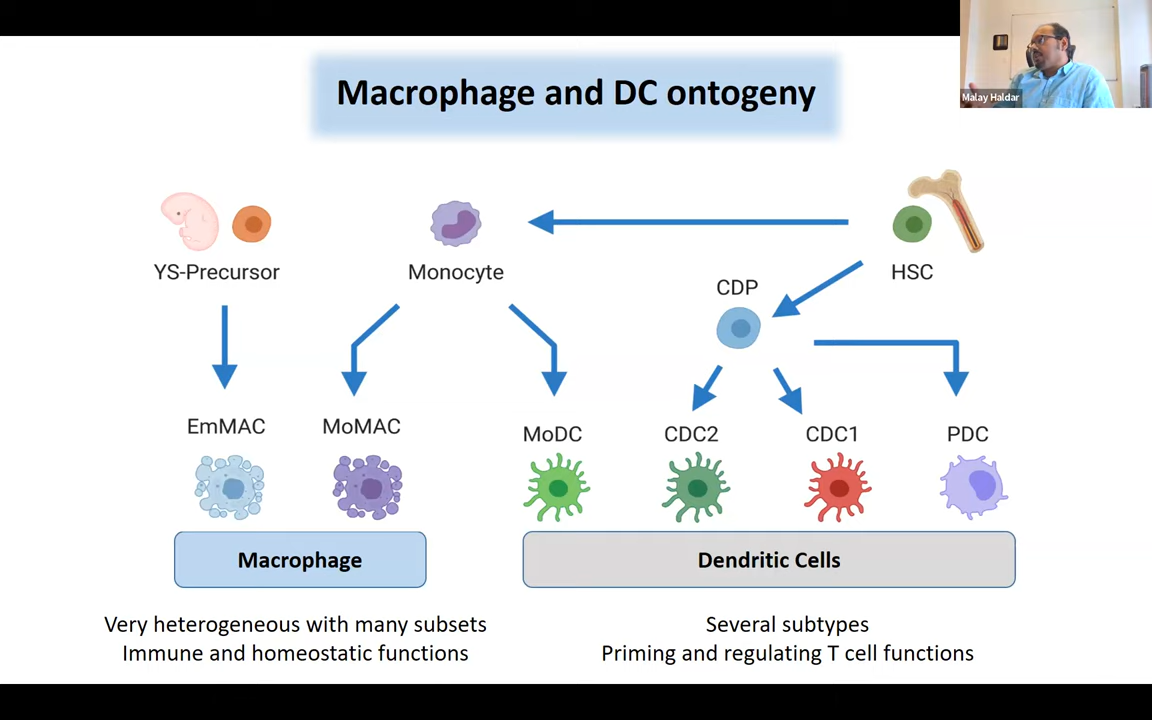 Malay Haldar
Macrophage and DC ontogeny
YS-Precursor
Monocyte
HSC
CDP
EmMAC
MoMAC
MoDC
CDC2
CDC1
PDC
Macrophage
Dendritic Cells
Very heterogeneous with many subsets
Immune and homeostatic functions
Several subtypes
Priming and regulating T cell functions